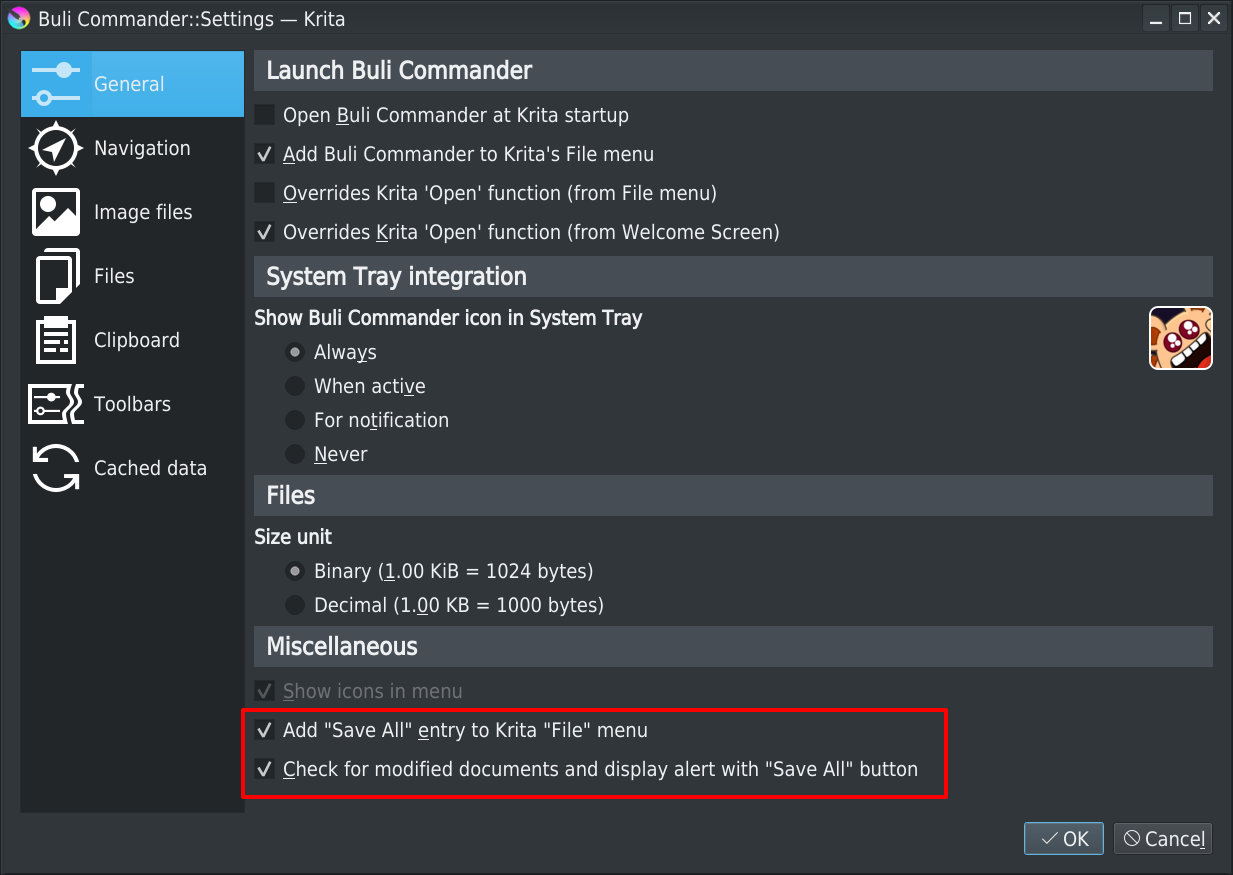 Buli Commander::Settings — Krita
General
Navigation
Image files
Files
Clipboard
Toolbars
Cached data
Launch Buli Commander
Open Buli Commander at Krita startup
Add Buli Commander to Krita's File menu
Overrides Krita 'Open' function (from File menu)
Overrides Krita 'Open' function (from Welcome Screen)
System Tray integration
Show Buli Commander icon in System Tray
Always
When active
For notification
Never
Files
Size unit
Binary (1.00 KiB = 1024 bytes)
Decimal (1.00 KB = 1000 bytes)
Miscellaneous
Show icons in menu
Add "Save All" entry to Krita "File" menu
Check for modified documents and display alert with "Save All" button
OK
Cancel